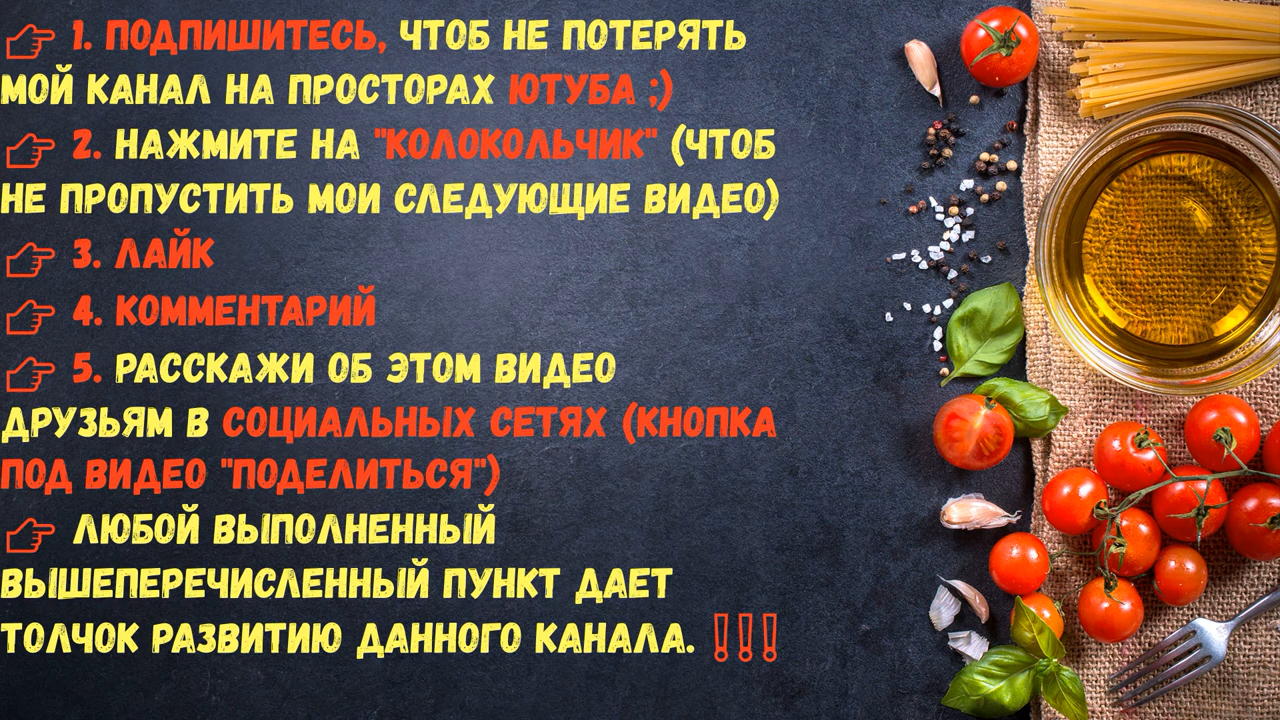 👉 1. ПОДПИШИТЕСЬ, ЧТОБ НЕ ПОТЕРЯТЬ
МОЙ КАНАЛ НА ПРОСТОРАХ ЮТУБА ;)
👉 2. НАЖМИТЕ НА "КОЛОКОЛЬЧИК" (ЧТОБ
НЕ ПРОПУСТИТЬ МОИ СЛЕДУЮЩИЕ ВИДЕО)
👉 3. ЛАЙК
👉 4. КОММЕНТАРИЙ
👉 5. РАССКАЖИ ОБ ЭТОМ ВИДЕО
ДРУЗЬЯМ В СОЦИАЛЬНЫХ СЕТЯХ (КНОПКА
ПОД ВИДЕО "ПОДЕЛИТЬСЯ")
👉 ЛЮБОЙ ВЫПОЛНЕННЫЙ
ВЫШЕПЕРЕЧИСЛЕННЫЙ ПУНКТ ДАЕТ
ТОЛЧОК РАЗВИТИЮ ДАННОГО КАНАЛА. ❗❗❗